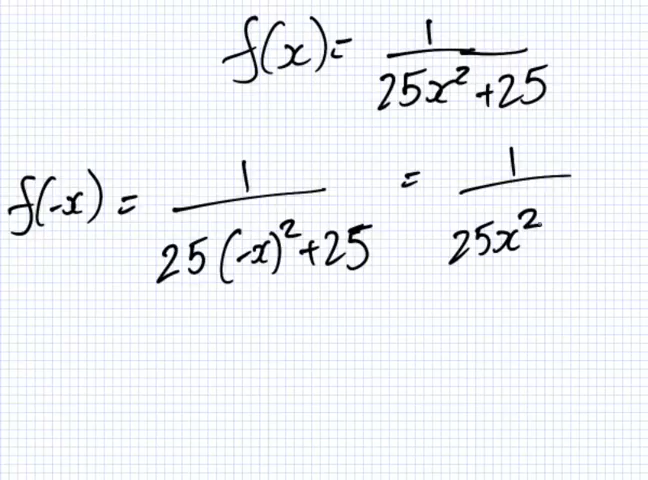 f(x) = 1/(25x²+25)
f(-x) = 1/(25(-x)²+25) = 1/(25x²)